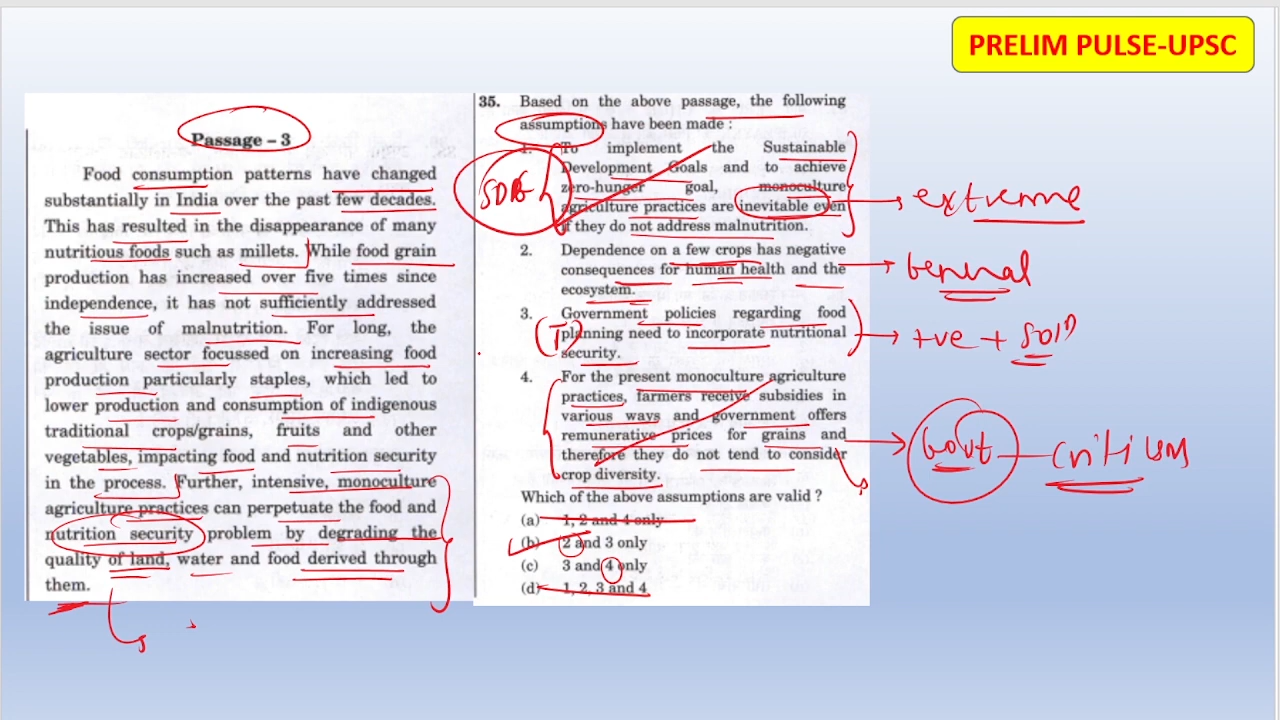 PRELIM PULSE-UPSC
Passage – 3
Food consumption patterns have changed
substantially in India over the past few decades.
This has resulted in the disappearance of many
nutritious foods such as millets. While food grain
production has increased over five times since
independence, it has not sufficiently addressed
the issue of malnutrition. For long, the
agriculture sector focussed on increasing food
production particularly staples, which led to
lower production and consumption of indigenous
traditional crops/grains, fruits and other
vegetables, impacting food and nutrition security
in the process. Further, intensive, monoculture
agriculture practices can perpetuate the food and
nutrition security problem by degrading the
quality of land, water and food derived through
them.
35. Based on the above passage, the following
assumptions have been made :
1. To implement the Sustainable
Development Goals and to achieve
zero-hunger goal, monoculture
agriculture practices are inevitable even
if they do not address malnutrition.
2. Dependence on a few crops has negative
consequences for human health and the
ecosystem.
3. Government policies regarding food
planning need to incorporate nutritional
security.
4. For the present monoculture agriculture
practices, farmers receive subsidies in
various ways and government offers
remunerative prices for grains and
therefore they do not tend to consider
crop diversity.
Which of the above assumptions are valid ?
(a) 1, 2 and 4 only
(b) 2 and 3 only
(c) 3 and 4 only
(d) 1, 2, 3 and 4
(T)
extreme
+ve +
Govt